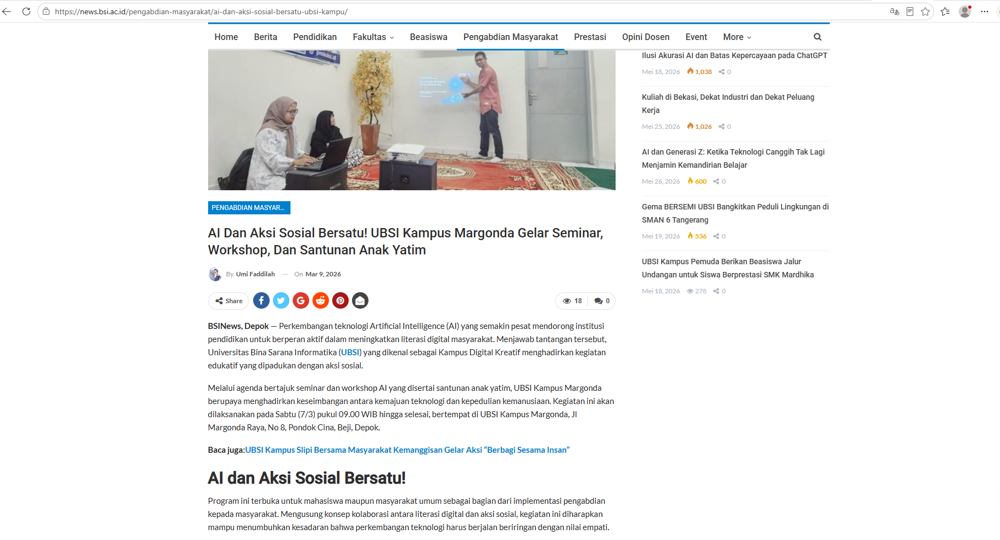 https://news.bsi.ac.id/pengabdian-masyarakat/ai-dan-aksi-sosial-bersatu-ubsi-kampu/
Home Berita Pendidikan Fakultas Beasiswa Pengabdian Masyarakat Prestasi Opini Dosen Event More
pmbubsi.id
AI
PENGABDIAN MASYAR...
AI Dan Aksi Sosial Bersatu! UBSI Kampus Margonda Gelar Seminar,
Workshop, Dan Santunan Anak Yatim
By Umi Faddilah — On Mar 9, 2026
Share
18 0
BSINews, Depok — Perkembangan teknologi Artificial Intelligence (AI) yang semakin pesat mendorong institusi
pendidikan untuk berperan aktif dalam meningkatkan literasi digital masyarakat. Menjawab tantangan tersebut,
Universitas Bina Sarana Informatika (UBSI) yang dikenal sebagai Kampus Digital Kreatif menghadirkan kegiatan
edukatif yang dipadukan dengan aksi sosial.
Melalui agenda bertajuk seminar dan workshop AI yang disertai santunan anak yatim, UBSI Kampus Margonda
berupaya menghadirkan keseimbangan antara kemajuan teknologi dan kepedulian kemanusiaan. Kegiatan ini akan
dilaksanakan pada Sabtu (7/3) pukul 09.00 WIB hingga selesai, bertempat di UBSI Kampus Margonda, Jl
Margonda Raya, No 8, Pondok Cina, Beji, Depok.
Baca juga:UBSI Kampus Slipi Bersama Masyarakat Kemanggisan Gelar Aksi “Berbagi Sesama Insan”
AI dan Aksi Sosial Bersatu!
Program ini terbuka untuk mahasiswa maupun masyarakat umum sebagai bagian dari implementasi pengabdian
kepada masyarakat. Mengusung konsep kolaborasi antara literasi digital dan aksi sosial, kegiatan ini diharapkan
mampu menumbuhkan kesadaran bahwa perkembangan teknologi harus berjalan beriringan dengan nilai empati.
Ilusi Akurasi AI dan Batas Kepercayaan pada ChatGPT
Mei 18, 2026 1,038 0
Kuliah di Bekasi, Dekat Industri dan Dekat Peluang
Kerja
Mei 25, 2026 1,026 0
AI dan Generasi Z: Ketika Teknologi Canggih Tak Lagi
Menjamin Kemandirian Belajar
Mei 26, 2026 600 0
Gema BERSEMI UBSI Bangkitkan Peduli Lingkungan di
SMAN 6 Tangerang
Mei 19, 2026 536 0
UBSI Kampus Pemuda Berikan Beasiswa Jalur
Undangan untuk Siswa Berprestasi SMK Mardhika
Mei 18, 2026 278 0